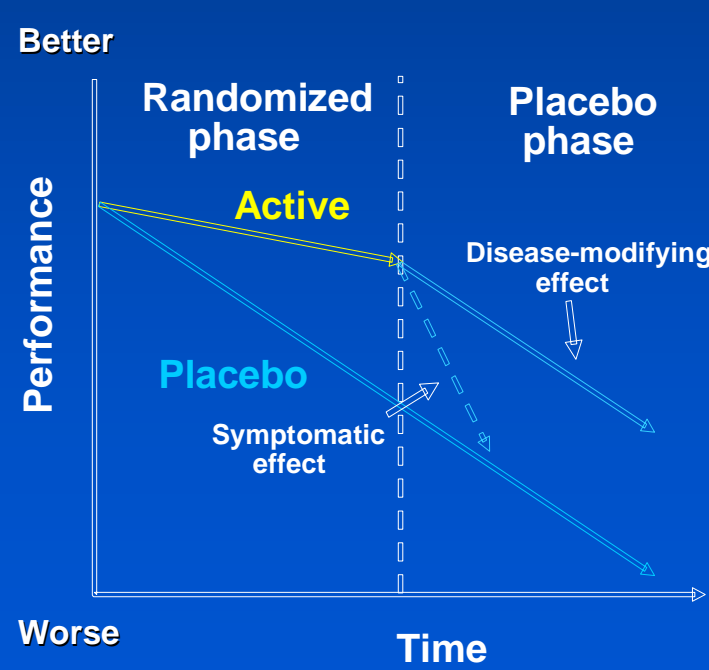 Better
Randomized
phase
Placebo
phase
Active
Performance
Disease-modifying
effect
Placebo
Symptomatic
effect
Worse
Time